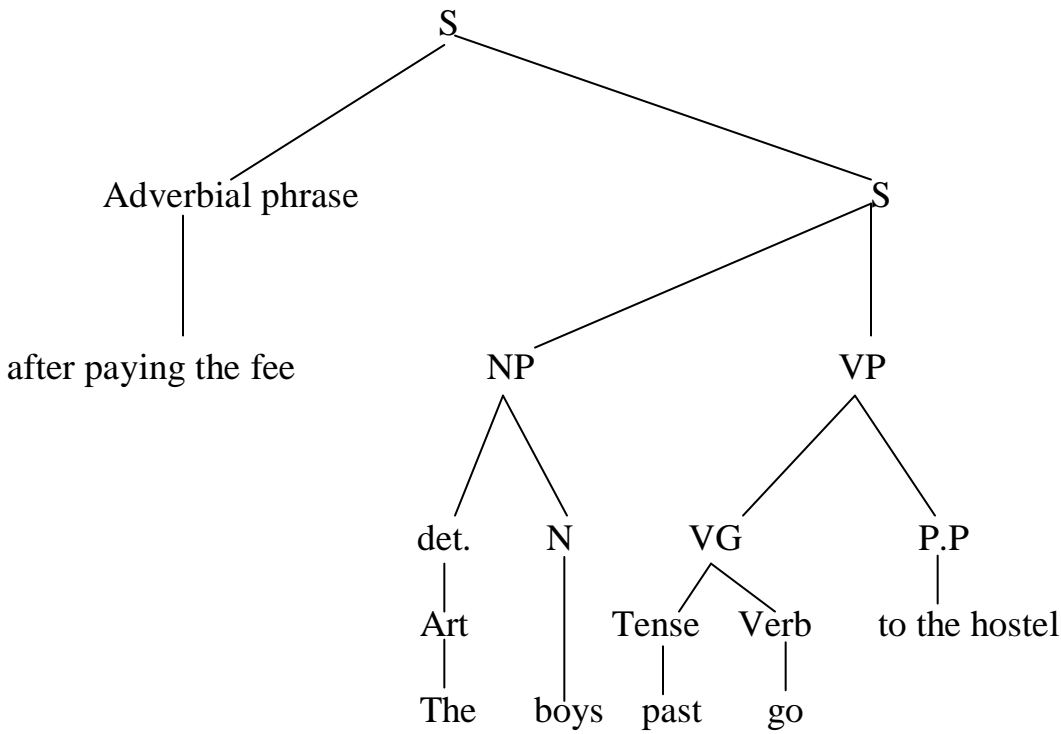 S
Adverbial phrase S
after paying the fee NP VP
det. N VG P.P
Art Tense Verb to the hostel
The boys past go